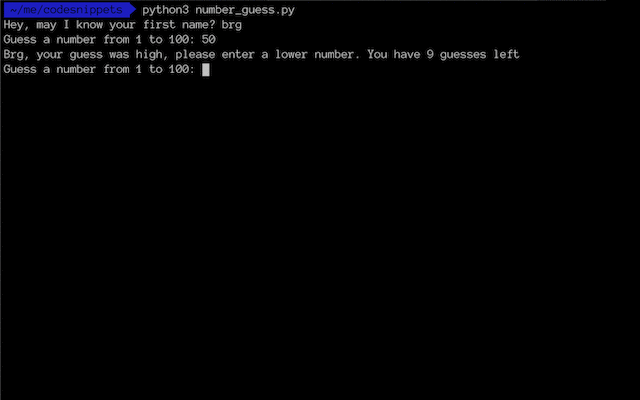 ~/me/codesnippets python3 number_guess.py
Hey, may I know your first name? brg
Guess a number from 1 to 100: 50
Brg, your guess was high, please enter a lower number. You have 9 guesses left
Guess a number from 1 to 100: